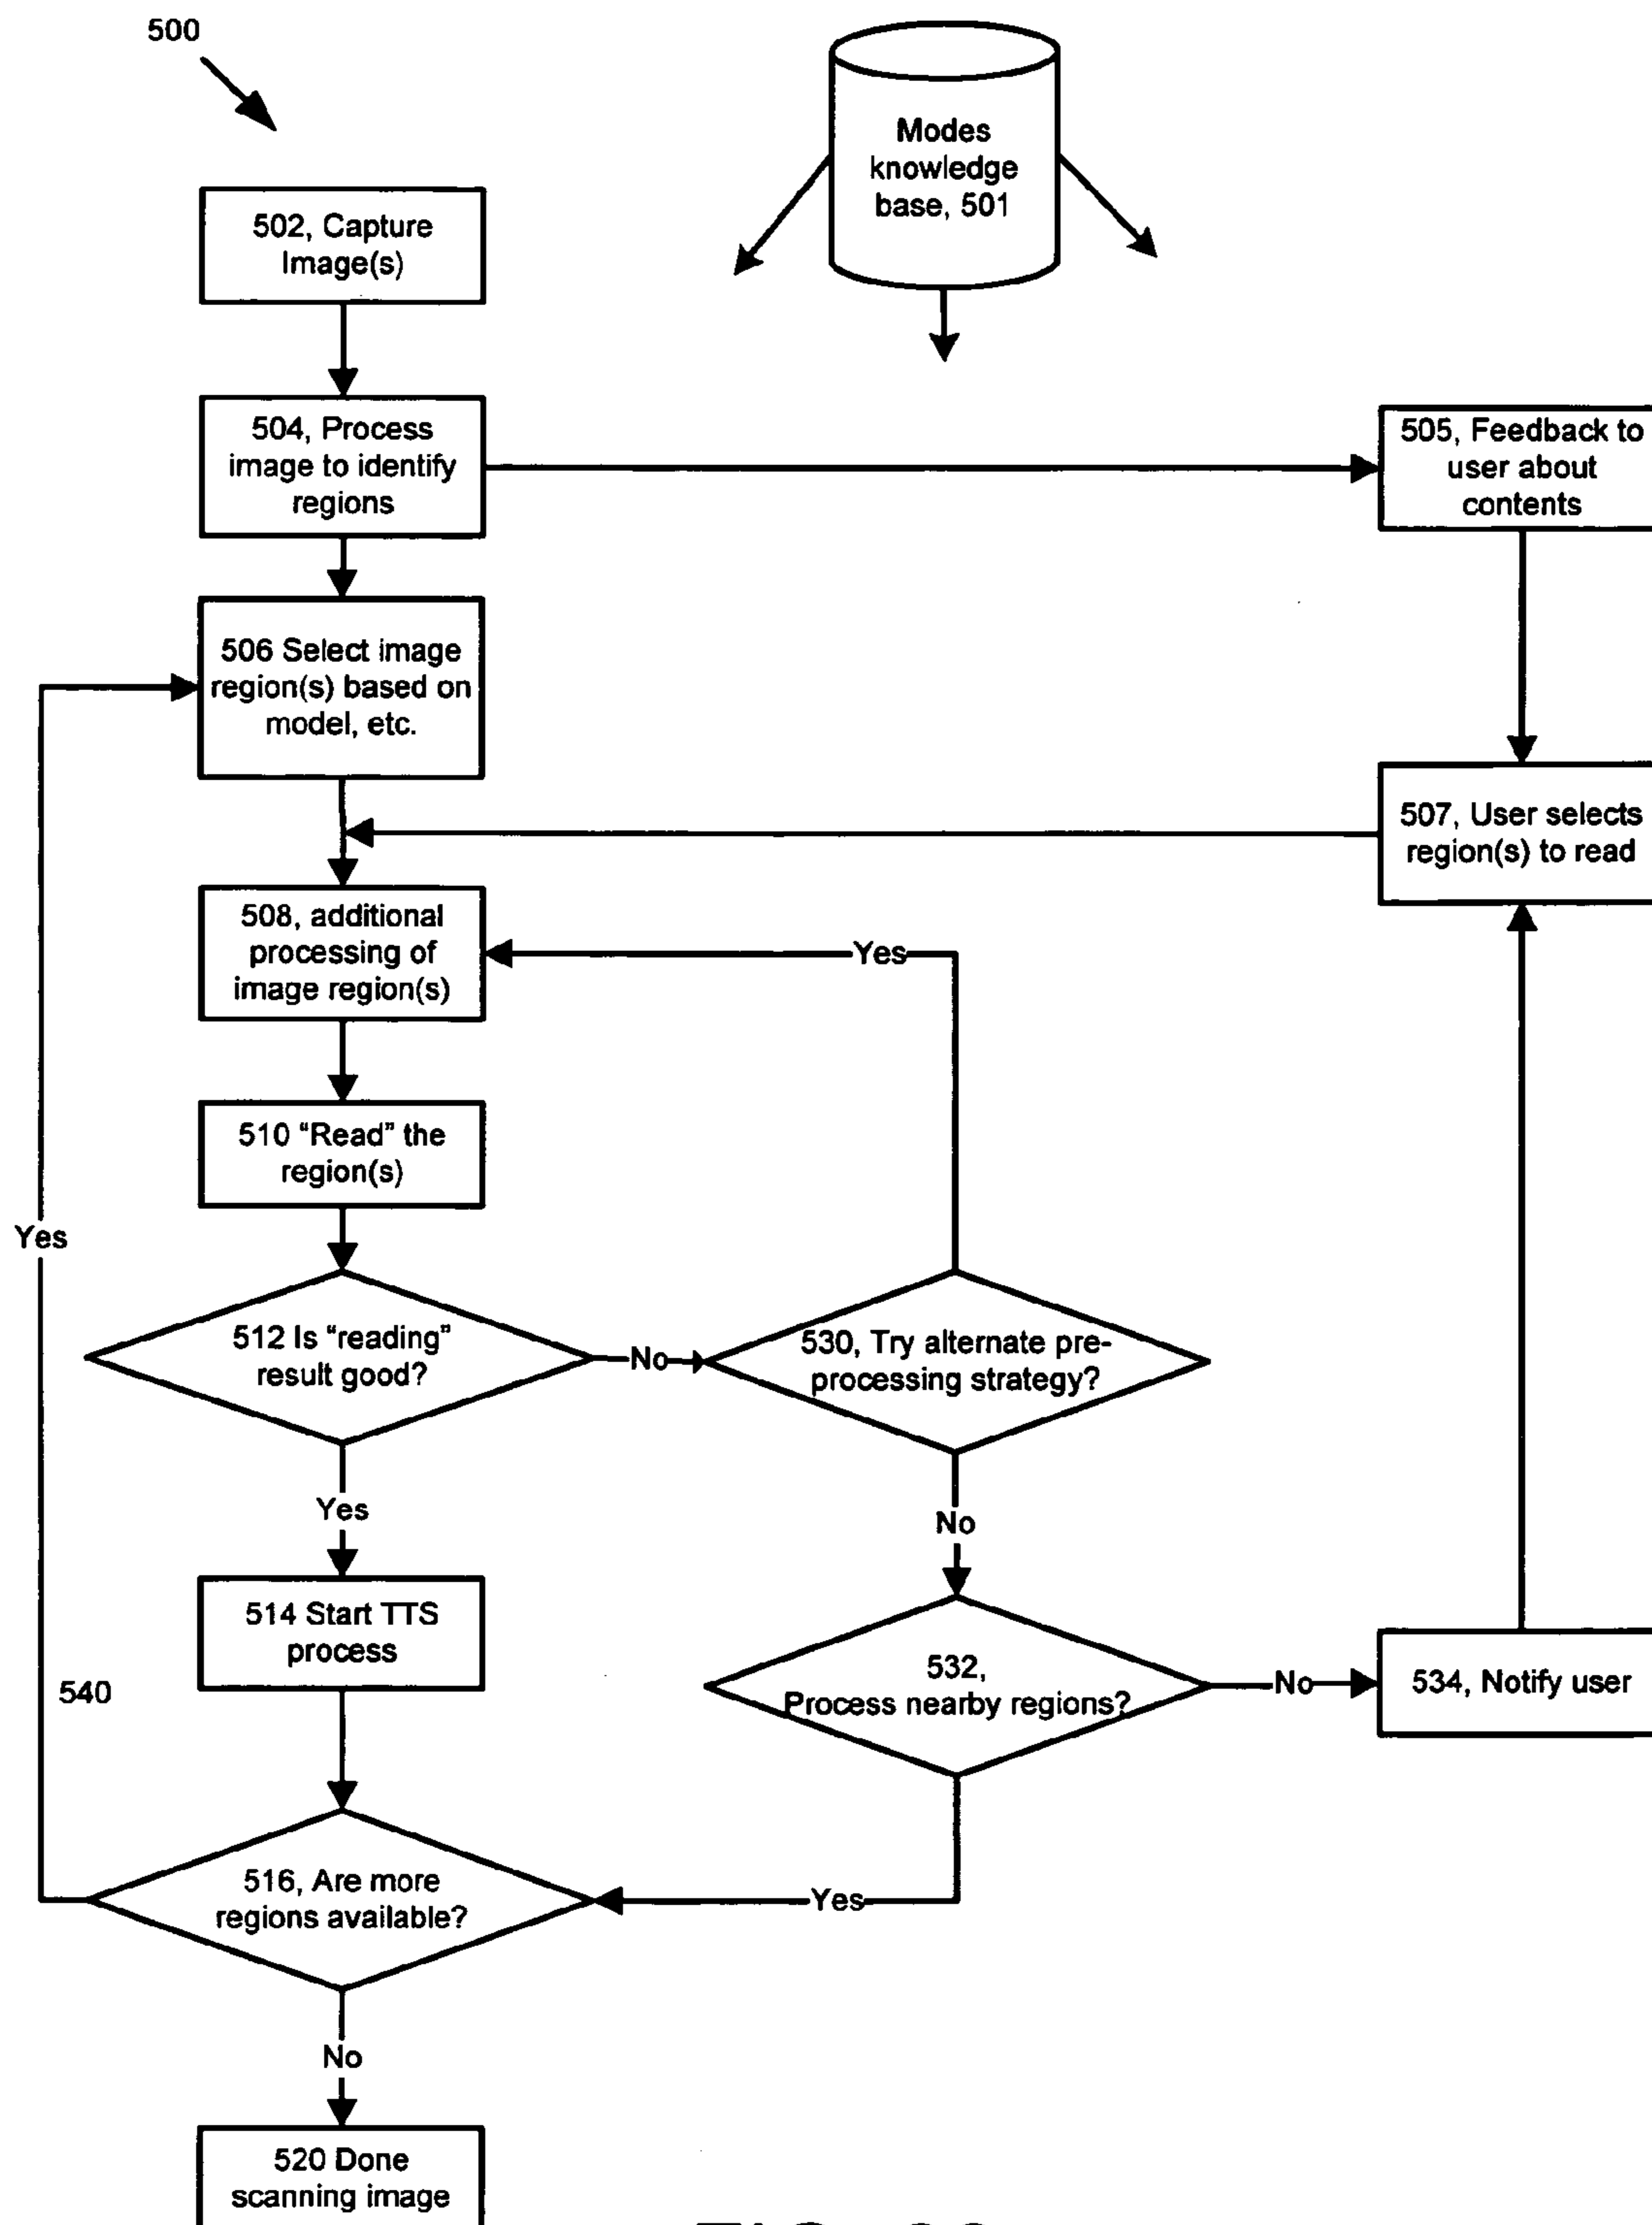 500
Modes
knowledge
base, 501
502, Capture
Image(s)
504, Process
image to identify
regions
505, Feedback to
user about
contents
506 Select image
region(s) based on
model, etc.
507, User selects
region(s) to read
508, additional
processing of
image region(s)
Yes
510 "Read" the
region(s)
Yes
512 Is "reading"
result good?
No
530, Try alternate pre-
processing strategy?
Yes
No
514 Start TTS
process
532,
Process nearby regions?
No
534, Notify user
540
516, Are more
regions available?
Yes
No
520 Done
scanning image